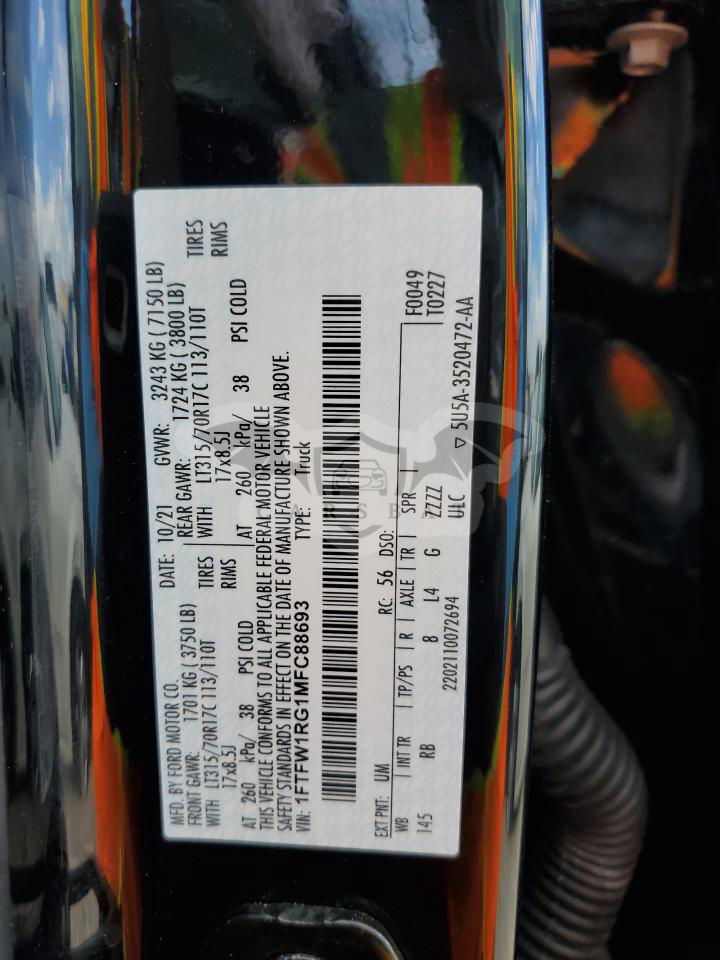 MFD. BY FORD MOTOR CO.
DATE: 10/21 GVWR: 3243 KG ( 7150 LB)
FRONT GAWR: 1701 KG ( 3750 LB)
REAR GAWR: 1724 KG ( 3800 LB)
WITH LT315/70R17C 113/110T TIRES
WITH LT315/70R17C 113/110T TIRES
17x8.5J RIMS
17x8.5J RIMS
AT 260 kPa/ 38 PSI COLD
AT 260 kPa/ 38 PSI COLD
THIS VEHICLE CONFORMS TO ALL APPLICABLE FEDERAL MOTOR VEHICLE
SAFETY STANDARDS IN EFFECT ON THE DATE OF MANUFACTURE SHOWN ABOVE.
VIN: 1FTFW1RG1MFC88693 TYPE: Truck
EXT PNT: UM RC: 56 DSO: F0049
WB INT TR TP/PS R AXLE TR SPR T0227
145 RB 8 L4 G ZZZZ
2202110072694 ULC ▽ 5U5A-3520472-AA